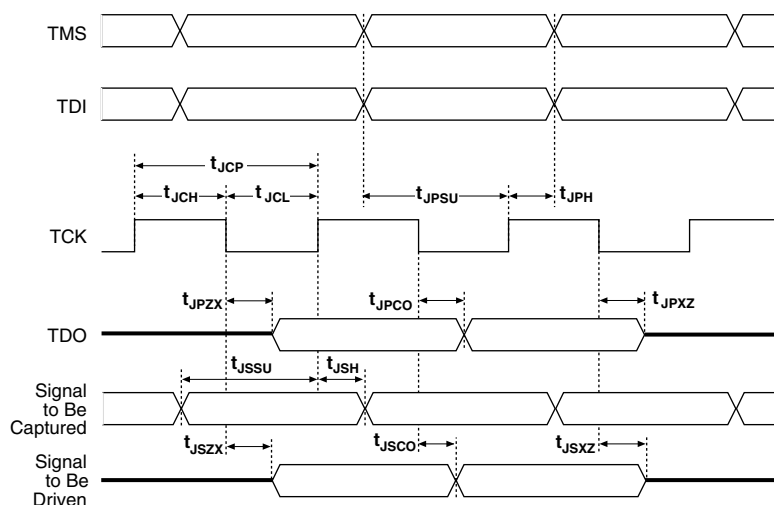 TMS
TDI
tJCP
tJCH
tJCL
tJPSU
tJPH
TCK
tJPZX
tJPCO
tJPXZ
TDO
tJSSU
tJSH
Signal
to Be
Captured
tJSZX
tJSCO
tJSXZ
Signal
to Be
Driven